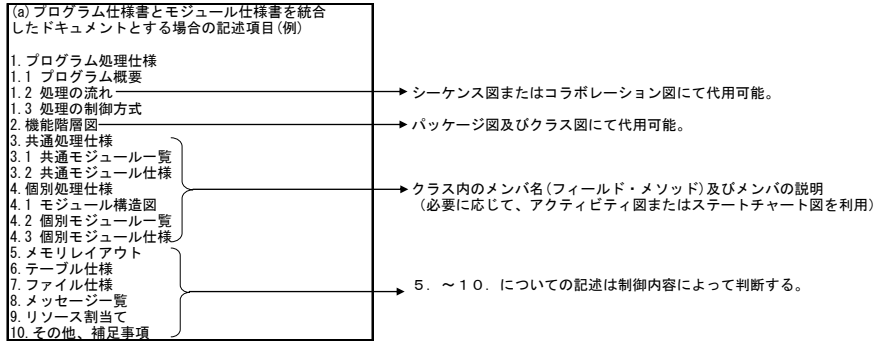 (a)プログラム仕様書とモジュール仕様書を統合
したドキュメントとする場合の記述項目(例)
1.プログラム処理仕様
1.1 プログラム概要
1.2 処理の流れ
シーケンス図またはコラボレーション図にて代用可能。
1.3 処理の制御方式
2.機能階層図
パッケージ図及びクラス図にて代用可能。
3.共通処理仕様
3.1 共通モジュール一覧
3.2 共通モジュール仕様
4.個別処理仕様
クラス内のメンバ名(フィールド・メソッド)及びメンバの説明
4.1 モジュール構造図
(必要に応じて、アクティビティ図またはステートチャート図を利用)
4.2 個別モジュール一覧
4.3 個別モジュール仕様
5.メモリレイアウト
6.テーブル仕様
7.ファイル仕様
5.~10.についての記述は制御内容によって判断する。
8.メッセージ一覧
9.リソース割当て
10.その他、補足事項